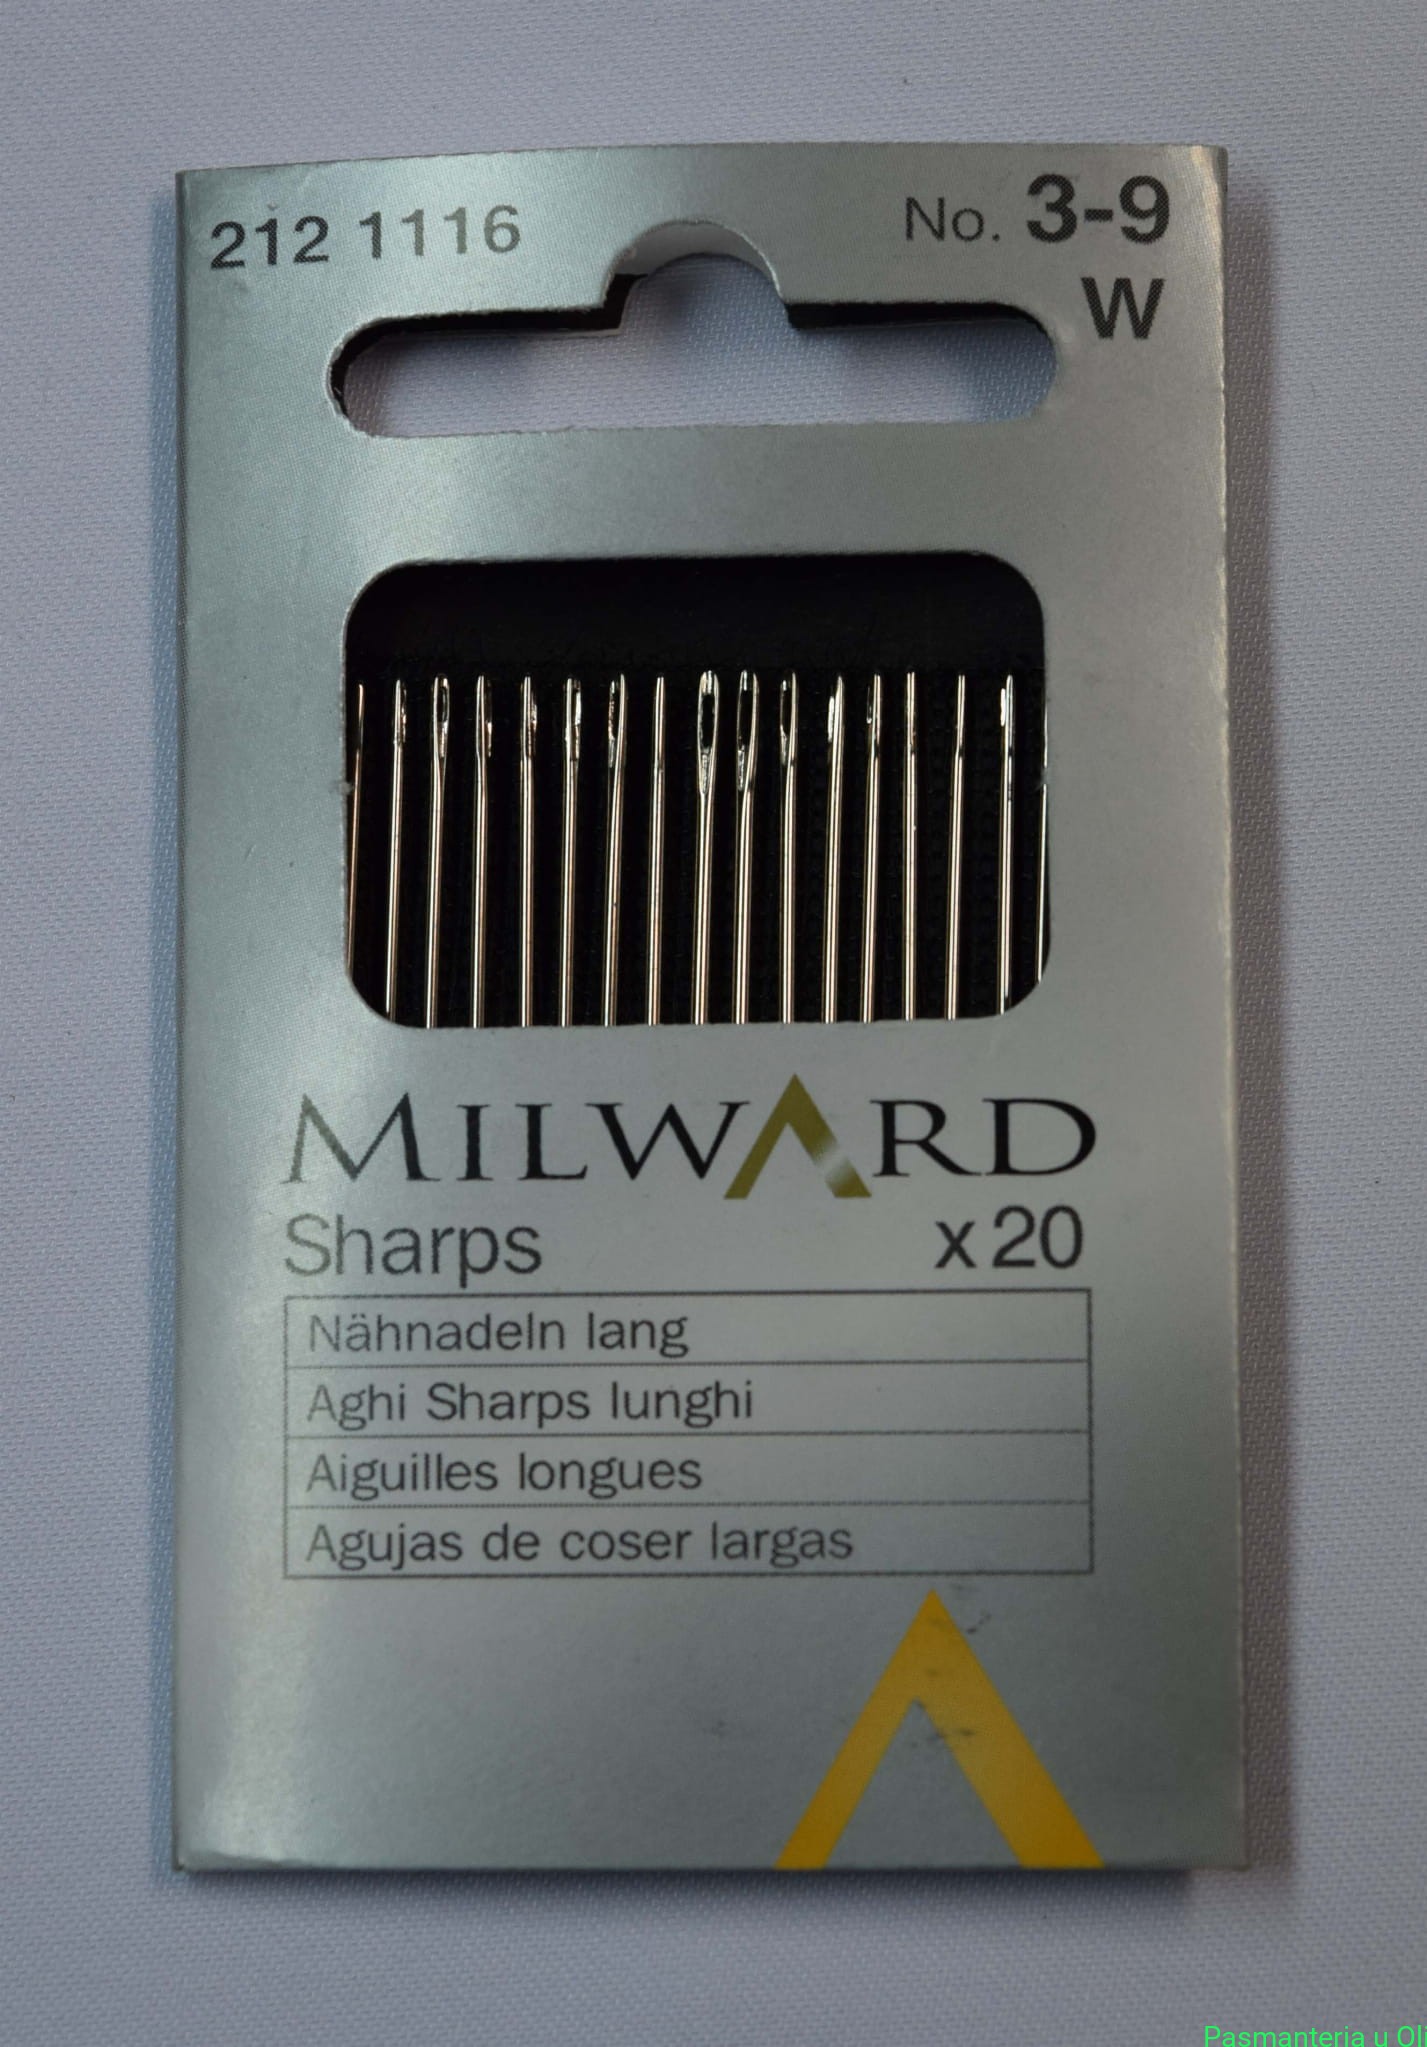 212 1116
No. 3-9
W
MILWARD
Sharps x20
Nähnadeln lang
Aghi Sharps lunghi
Aiguilles longues
Agujas de coser largas
Pasmanteria u Oli